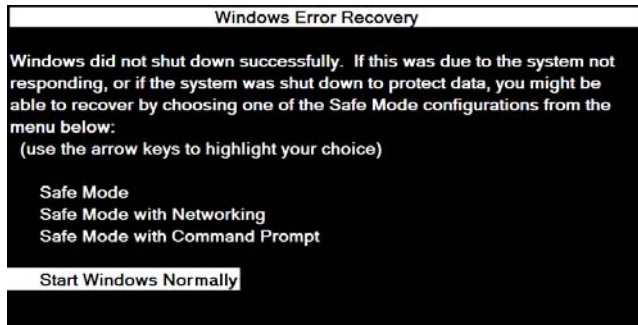 Windows Error Recovery
Windows did not shut down successfully. If this was due to the system not
responding, or if the system was shut down to protect data, you might be
able to recover by choosing one of the Safe Mode configurations from the
menu below:
(use the arrow keys to highlight your choice)
Safe Mode
Safe Mode with Networking
Safe Mode with Command Prompt
Start Windows Normally